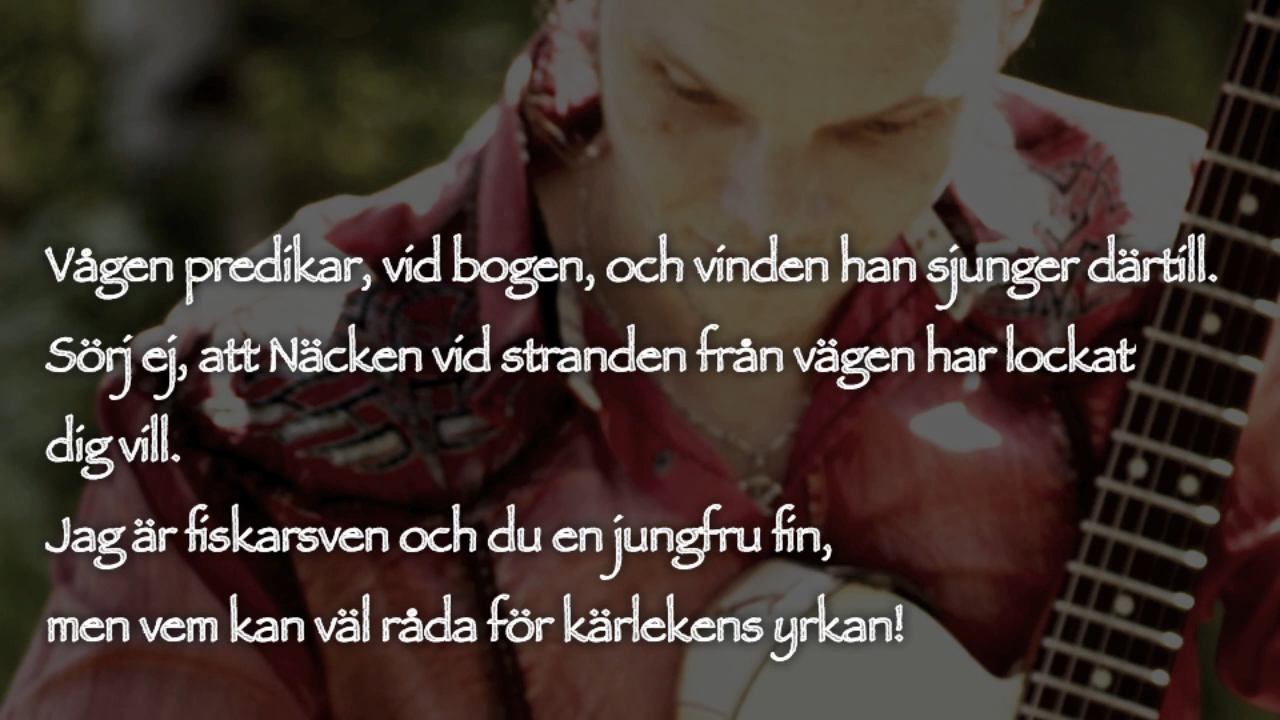 Vågen predikar, vid bogen, och vinden han sjunger därtill.
Sörj ej, att Näcken vid stranden från vägen har lockat
dig vill.
Jag är fiskarsven och du en jungfru fin,
men vem kan väl råda för kärlekens yrkan!